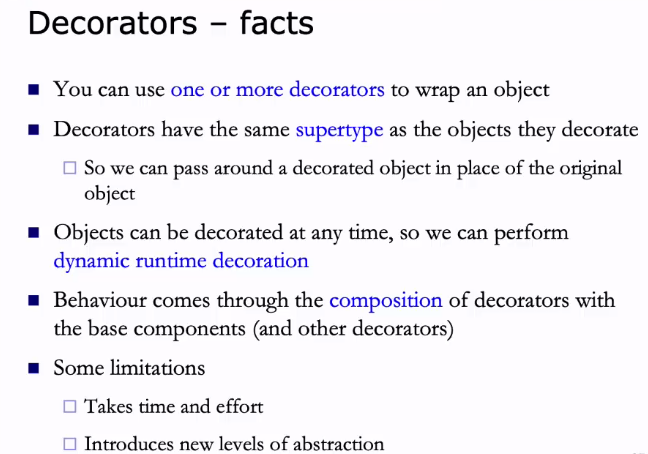 Decorators – facts
You can use one or more decorators to wrap an object
Decorators have the same supertype as the objects they decorate
So we can pass around a decorated object in place of the original
object
Objects can be decorated at any time, so we can perform
dynamic runtime decoration
Behaviour comes through the composition of decorators with
the base components (and other decorators)
Some limitations
Takes time and effort
Introduces new levels of abstraction